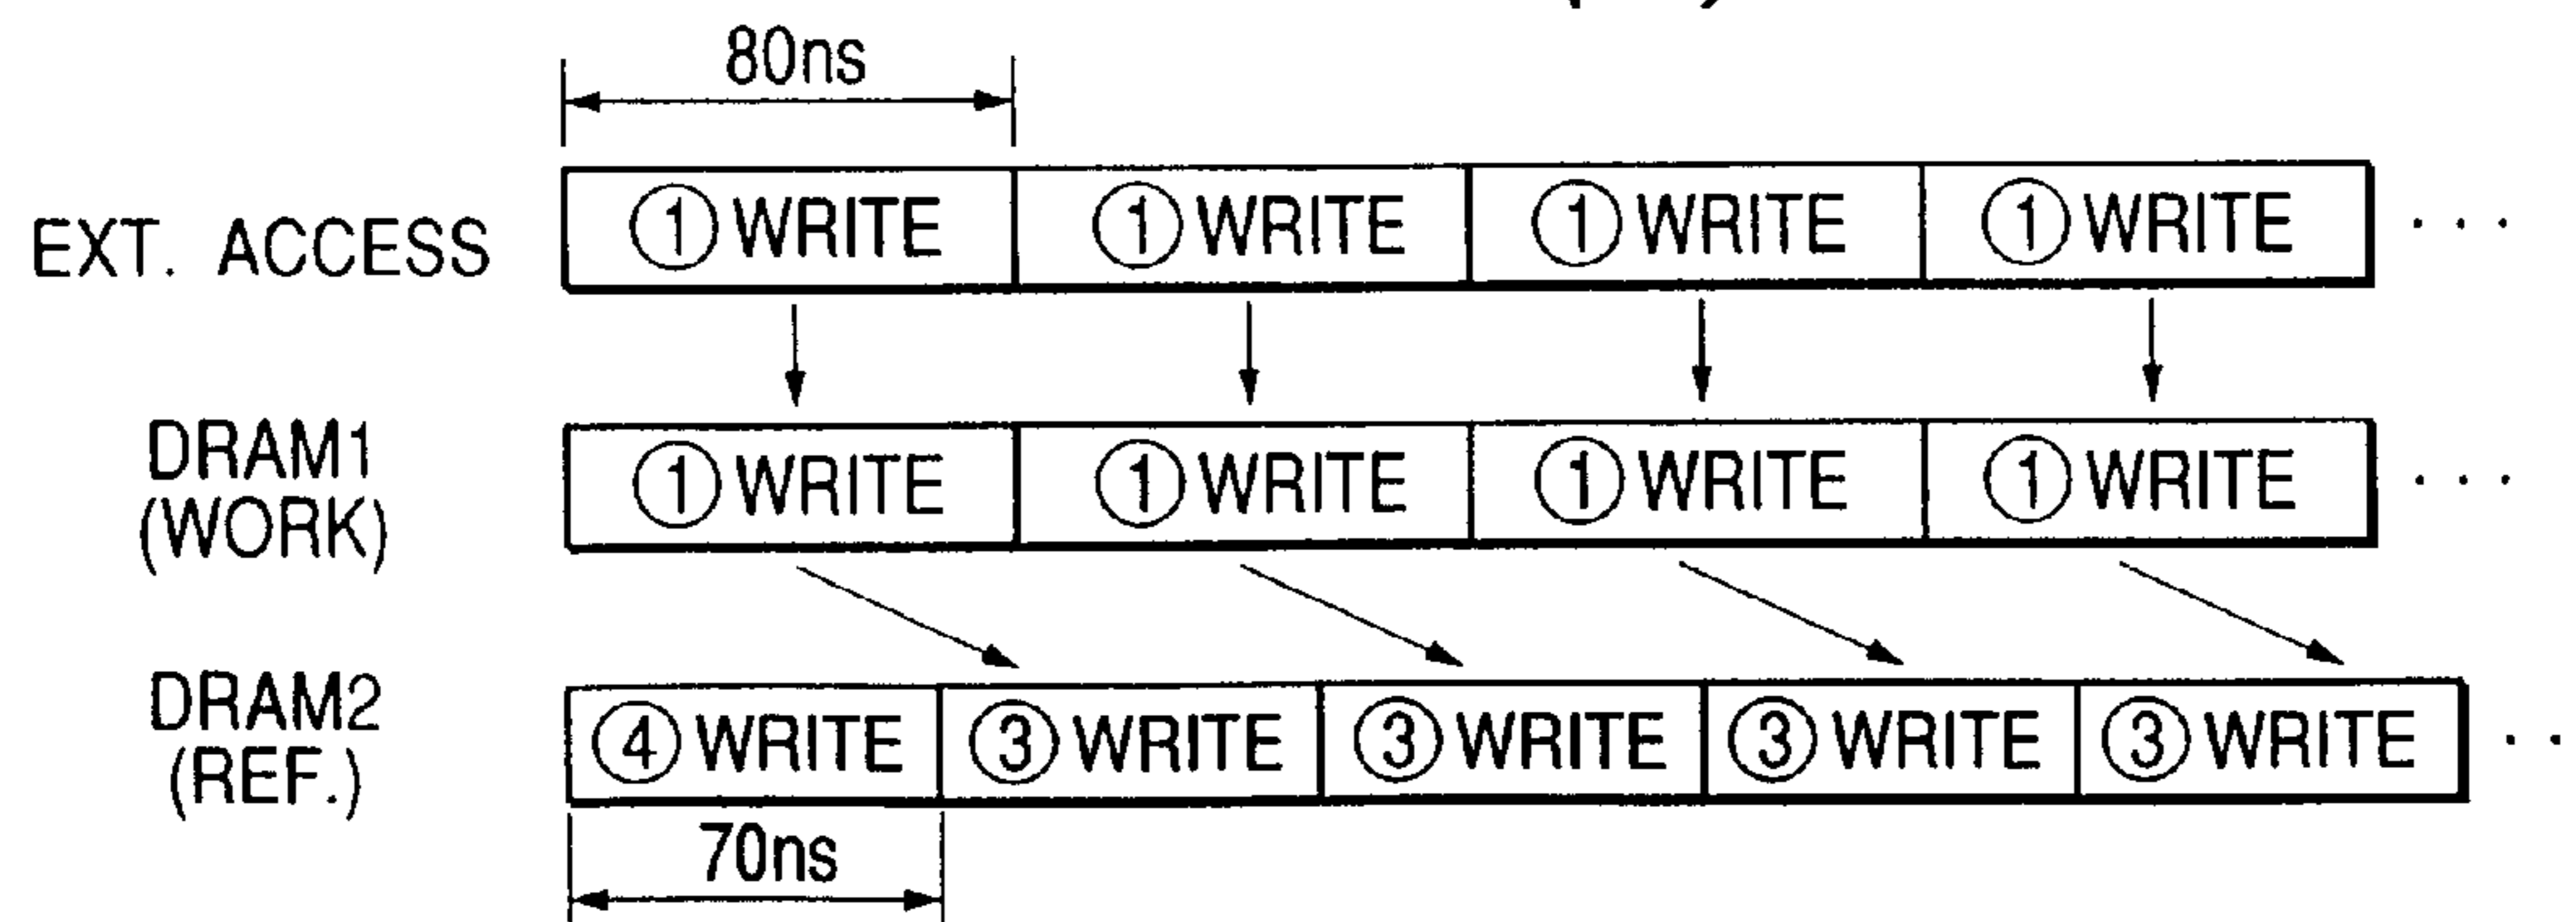 80ns
EXT. ACCESS ①WRITE ①WRITE ①WRITE ①WRITE ...
DRAM1
(WORK) ①WRITE ①WRITE ①WRITE ①WRITE ...
DRAM2
(REF.) ④WRITE ③WRITE ③WRITE ③WRITE ③WRITE ..
70ns